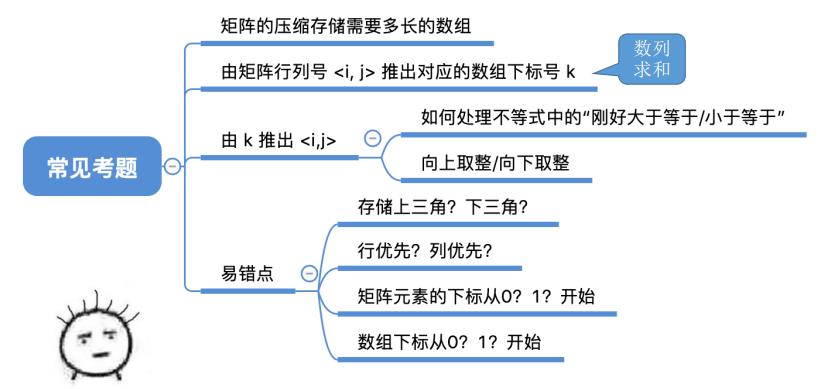 矩阵的压缩存储需要多长的数组
由矩阵行列号 <i, j> 推出对应的数组下标号 k
数列
求和
常见考题
由 k 推出 <i,j>
如何处理不等式中的“刚好大于等于/小于等于”
向上取整/向下取整
易错点
存储上三角？下三角？
行优先？列优先？
矩阵元素的下标从0？1？开始
数组下标从0？1？开始